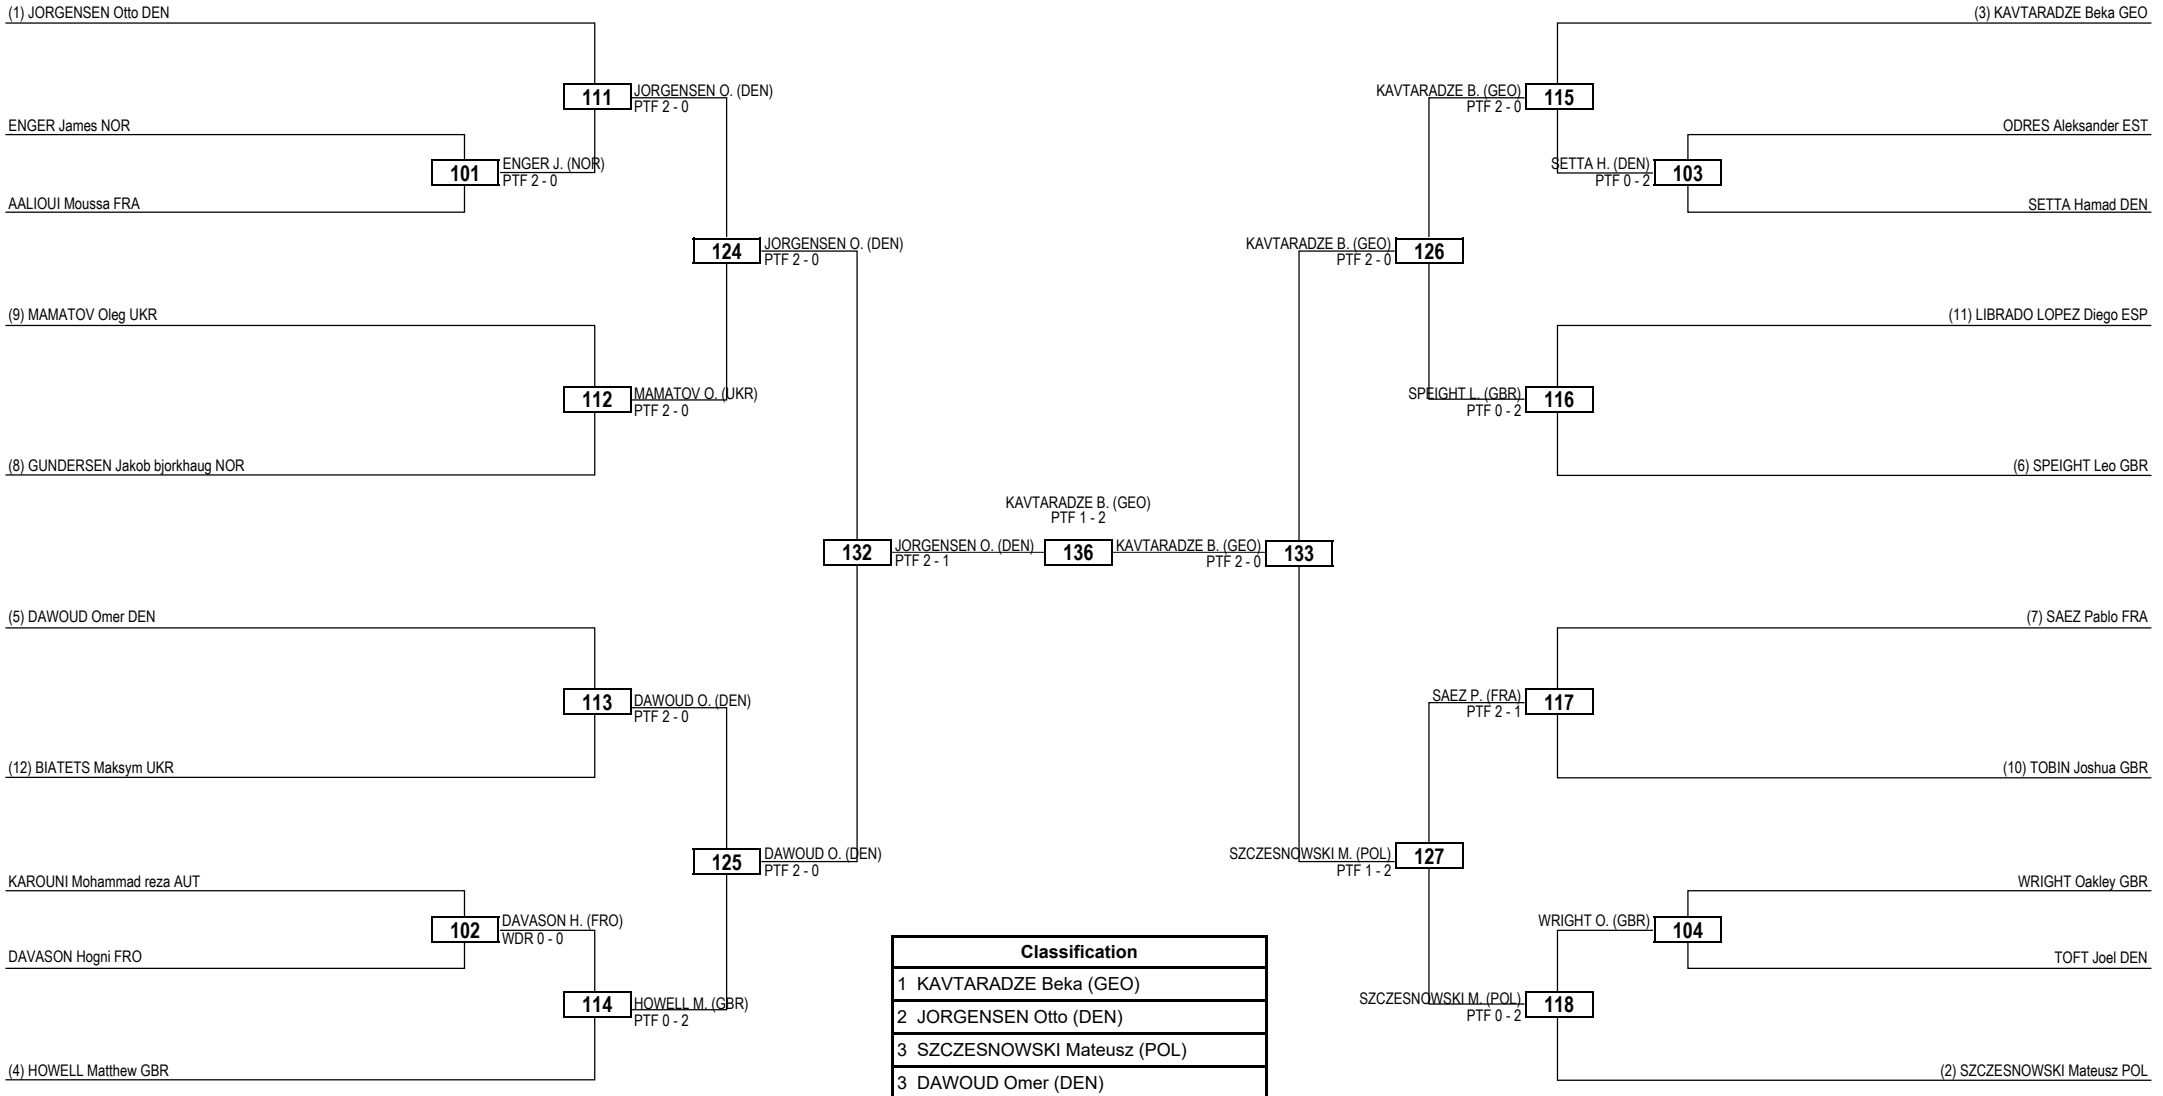 (1) JORGENSEN Otto DEN
(3) KAVTARADZE Beka GEO
111
JORGENSEN O. (DEN)
PTF 2 - 0
KAVTARADZE B. (GEO)
PTF 2 - 0
115
ENGER James NOR
ODRES Aleksander EST
101
ENGER J. (NOR)
PTF 2 - 0
SETTA H. (DEN)
PTF 0 - 2
103
AALIOUI Moussa FRA
SETTA Hamad DEN
124
JORGENSEN O. (DEN)
PTF 2 - 0
KAVTARADZE B. (GEO)
PTF 2 - 0
126
(9) MAMATOV Oleg UKR
(11) LIBRADO LOPEZ Diego ESP
112
MAMATOV O. (UKR)
PTF 2 - 0
SPEIGHT L. (GBR)
PTF 0 - 2
116
(8) GUNDERSEN Jakob bjorkhaug NOR
(6) SPEIGHT Leo GBR
KAVTARADZE B. (GEO)
PTF 1 - 2
132
JORGENSEN O. (DEN)
PTF 2 - 1
136
KAVTARADZE B. (GEO)
PTF 2 - 0
133
(5) DAWOUD Omer DEN
(7) SAEZ Pablo FRA
113
DAWOUD O. (DEN)
PTF 2 - 0
SAEZ P. (FRA)
PTF 2 - 1
117
(12) BIATETS Maksym UKR
(10) TOBIN Joshua GBR
125
DAWOUD O. (DEN)
PTF 2 - 0
SZCZESNOWSKI M. (POL)
PTF 1 - 2
127
KAROUNI Mohammad reza AUT
WRIGHT Oakley GBR
102
DAVASON H. (FRO)
WDR 0 - 0
WRIGHT O. (GBR)
104
DAVASON Hogni FRO
TOFT Joel DEN
114
HOWELL M. (GBR)
PTF 0 - 2
SZCZESNOWSKI M. (POL)
PTF 0 - 2
118
(4) HOWELL Matthew GBR
(2) SZCZESNOWSKI Mateusz POL
Classification
1 KAVTARADZE Beka (GEO)
2 JORGENSEN Otto (DEN)
3 SZCZESNOWSKI Mateusz (POL)
3 DAWOUD Omer (DEN)